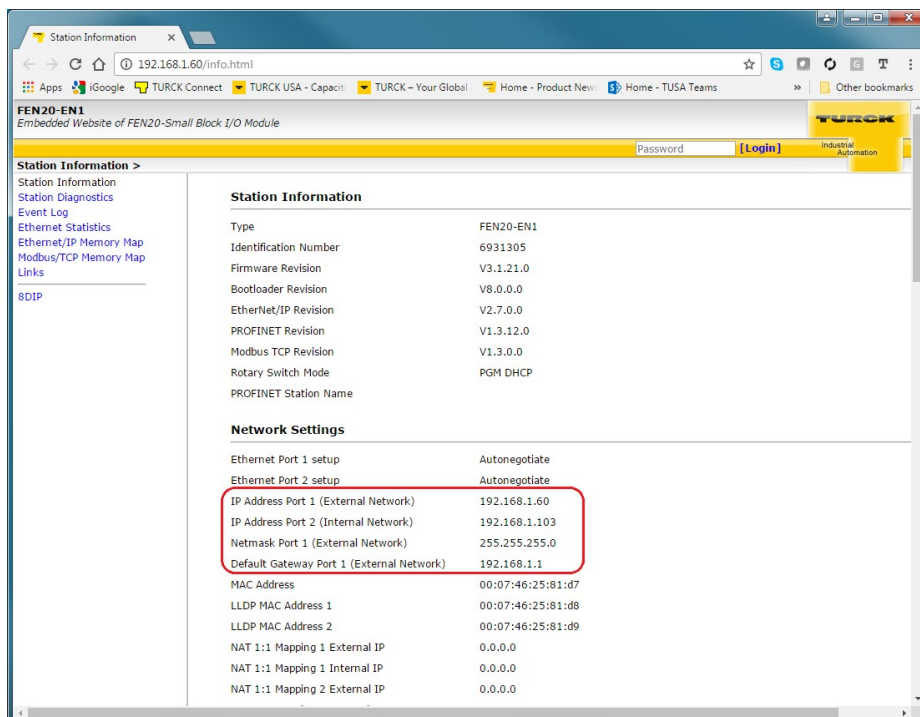 Station Information
192.168.1.60/info.html
Apps iGoogle TURCK Connect TURCK USA - Capaciti TURCK – Your Global Home - Product News Home - TUSA Teams » Other bookmarks
FEN20-EN1
Embedded Website of FEN20-Small Block I/O Module
TURCK
Password [Login]
Industrial
Automation
Station Information >
Station Information
Station Diagnostics
Event Log
Ethernet Statistics
Ethernet/IP Memory Map
Modbus/TCP Memory Map
Links
8DIP
Station Information
Type FEN20-EN1
Identification Number 6931305
Firmware Revision V3.1.21.0
Bootloader Revision V8.0.0.0
EtherNet/IP Revision V2.7.0.0
PROFINET Revision V1.3.12.0
Modbus TCP Revision V1.3.0.0
Rotary Switch Mode PGM DHCP
PROFINET Station Name
Network Settings
Ethernet Port 1 setup Autonegotiate
Ethernet Port 2 setup Autonegotiate
IP Address Port 1 (External Network) 192.168.1.60
IP Address Port 2 (Internal Network) 192.168.1.103
Netmask Port 1 (External Network) 255.255.255.0
Default Gateway Port 1 (External Network) 192.168.1.1
MAC Address 00:07:46:25:81:d7
LLDP MAC Address 1 00:07:46:25:81:d8
LLDP MAC Address 2 00:07:46:25:81:d9
NAT 1:1 Mapping 1 External IP 0.0.0.0
NAT 1:1 Mapping 1 Internal IP 0.0.0.0
NAT 1:1 Mapping 2 External IP 0.0.0.0